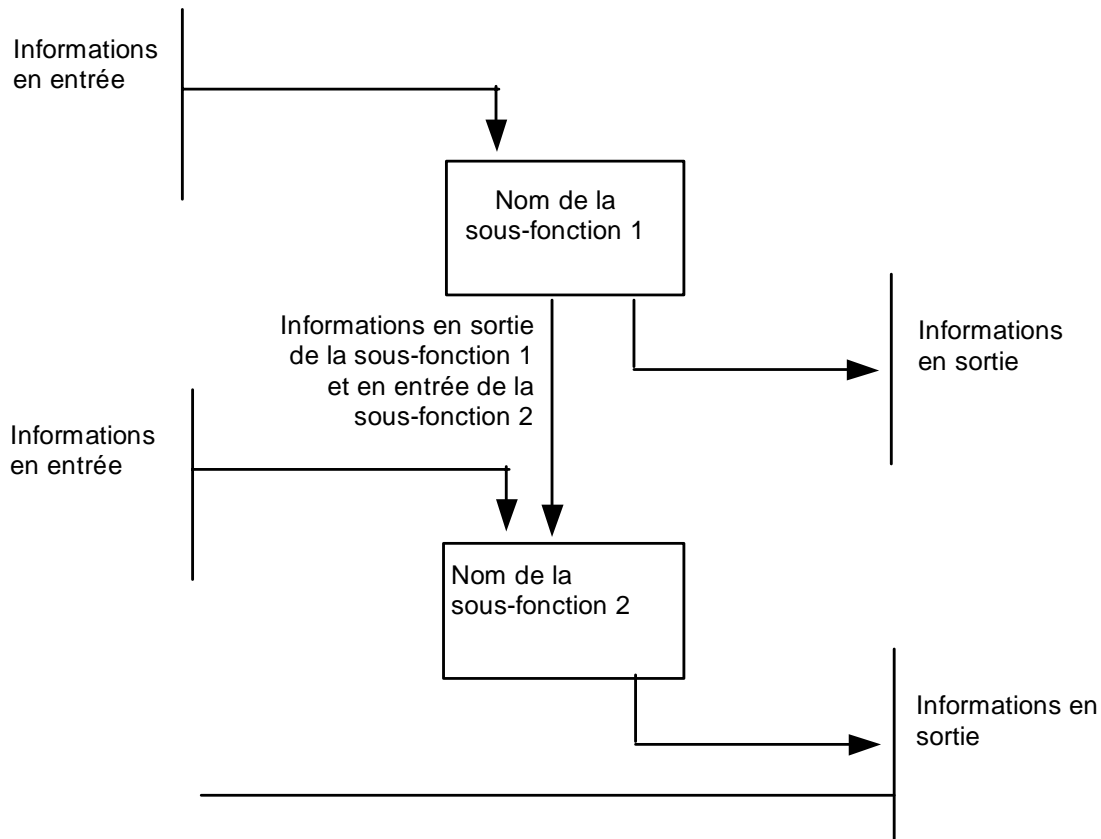 Informations
en entrée
Nom de la
sous-fonction 1
Informations en sortie
de la sous-fonction 1
et en entrée de la
sous-fonction 2
Informations
en sortie
Informations
en entrée
Nom de la
sous-fonction 2
Informations en
sortie